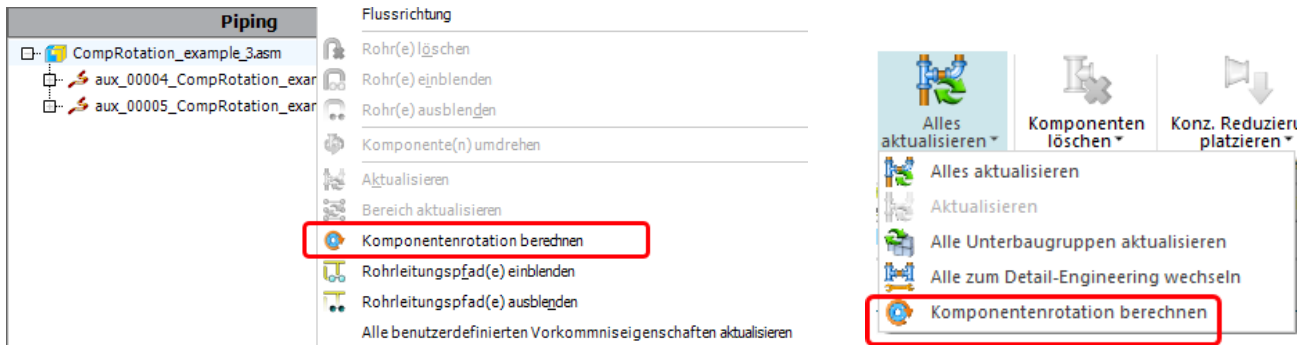 Piping
CompRotation_example_3.asm
aux_00004_CompRotation_exar
aux_00005_CompRotation_exar
Flussrichtung
Rohr(e) löschen
Rohr(e) einblenden
Rohr(e) ausblenden
Komponente(n) umdrehen
Aktualisieren
Bereich aktualisieren
Komponentenrotation berechnen
Rohrleitungspfad(e) einblenden
Rohrleitungspfad(e) ausblenden
Alle benutzerdefinierten Vorkommniseigenschaften aktualisieren
Alles
aktualisieren
Komponenten
löschen
Konz. Reduzieru
platzieren
Alles aktualisieren
Aktualisieren
Alle Unterbaugruppen aktualisieren
Alle zum Detail-Engineering wechseln
Komponentenrotation berechnen